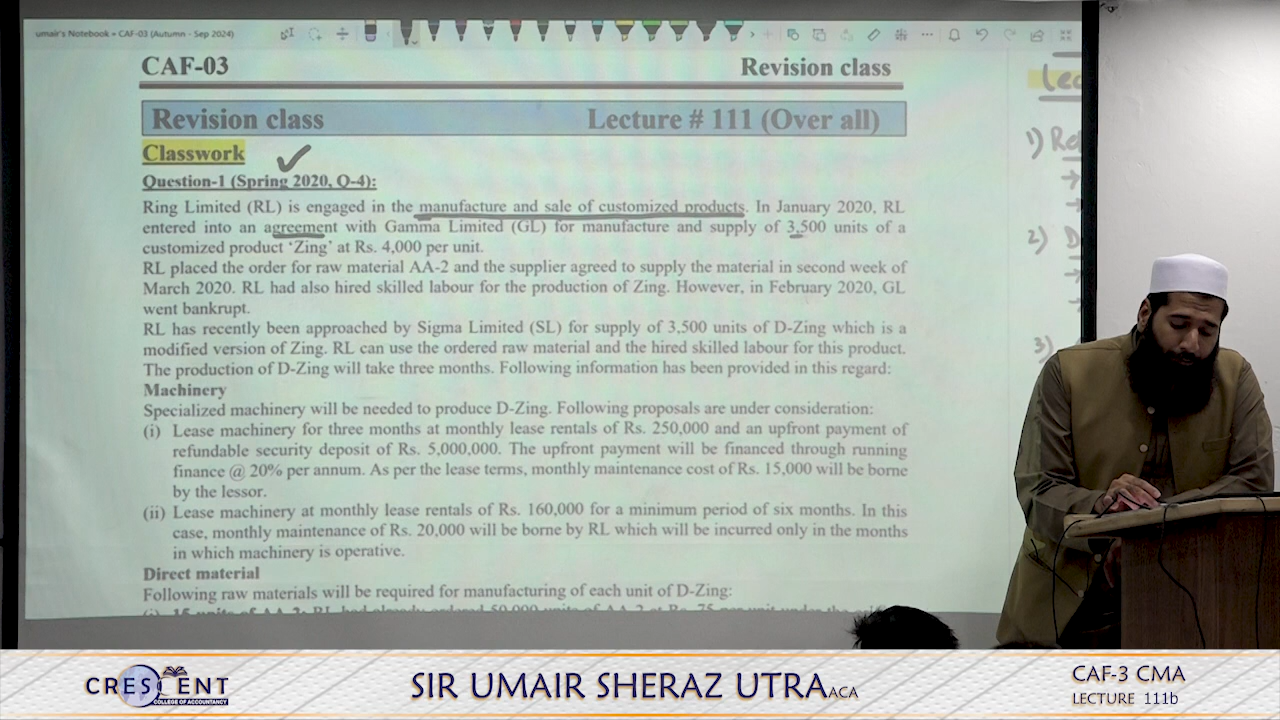 umair's Notebook » CAF-03 (Autumn - Sep 2024)
CAF-03 Revision class
Revision class Lecture # 111 (Over all)
Classwork
Question-1 (Spring 2020, Q-4):
Ring Limited (RL) is engaged in the manufacture and sale of customized products. In January 2020, RL
entered into an agreement with Gamma Limited (GL) for manufacture and supply of 3,500 units of a
customized product 'Zing' at Rs. 4,000 per unit.
RL placed the order for raw material AA-2 and the supplier agreed to supply the material in second week of
March 2020. RL had also hired skilled labour for the production of Zing. However, in February 2020, GL
went bankrupt.
RL has recently been approached by Sigma Limited (SL) for supply of 3,500 units of D-Zing which is a
modified version of Zing. RL can use the ordered raw material and the hired skilled labour for this product.
The production of D-Zing will take three months. Following information has been provided in this regard:
Machinery
Specialized machinery will be needed to produce D-Zing. Following proposals are under consideration:
(i) Lease machinery for three months at monthly lease rentals of Rs. 250,000 and an upfront payment of
refundable security deposit of Rs. 5,000,000. The upfront payment will be financed through running
finance @ 20% per annum. As per the lease terms, monthly maintenance cost of Rs. 15,000 will be borne
by the lessor.
(ii) Lease machinery at monthly lease rentals of Rs. 160,000 for a minimum period of six months. In this
case, monthly maintenance of Rs. 20,000 will be borne by RL which will be incurred only in the months
in which machinery is operative.
Direct material
Following raw materials will be required for manufacturing of each unit of D-Zing:
1)
2)
3)
CRESCENT
COLLEGE OF ACCOUNTANCY
SIR UMAIR SHERAZ UTRA ACA
CAF-3 CMA
LECTURE 111b